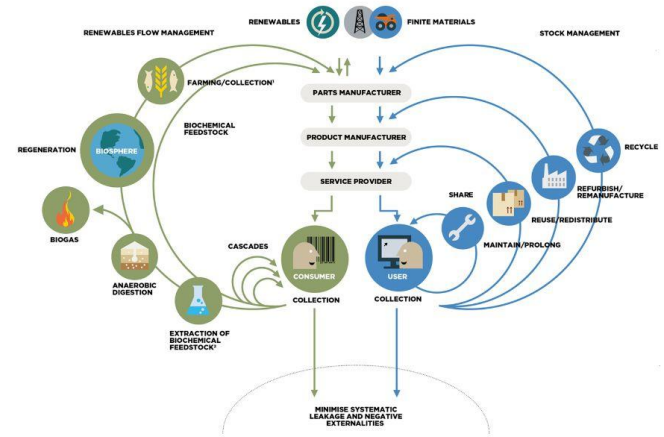 RENEWABLES
FINITE MATERIALS
RENEWABLES FLOW MANAGEMENT
STOCK MANAGEMENT
FARMING/COLLECTION¹
PARTS MANUFACTURER
BIOCHEMICAL
FEEDSTOCK
PRODUCT MANUFACTURER
REGENERATION
BIOSPHERE
RECYCLE
SERVICE PROVIDER
SHARE
REFURBISH/
REMANUFACTURE
REUSE/REDISTRIBUTE
BIOGAS
CASCADES
MAINTAIN/PROLONG
CONSUMER
USER
ANAEROBIC
DIGESTION
COLLECTION
COLLECTION
EXTRACTION OF
BIOCHEMICAL
FEEDSTOCK²
MINIMISE SYSTEMATIC
LEAKAGE AND NEGATIVE
EXTERNALITIES